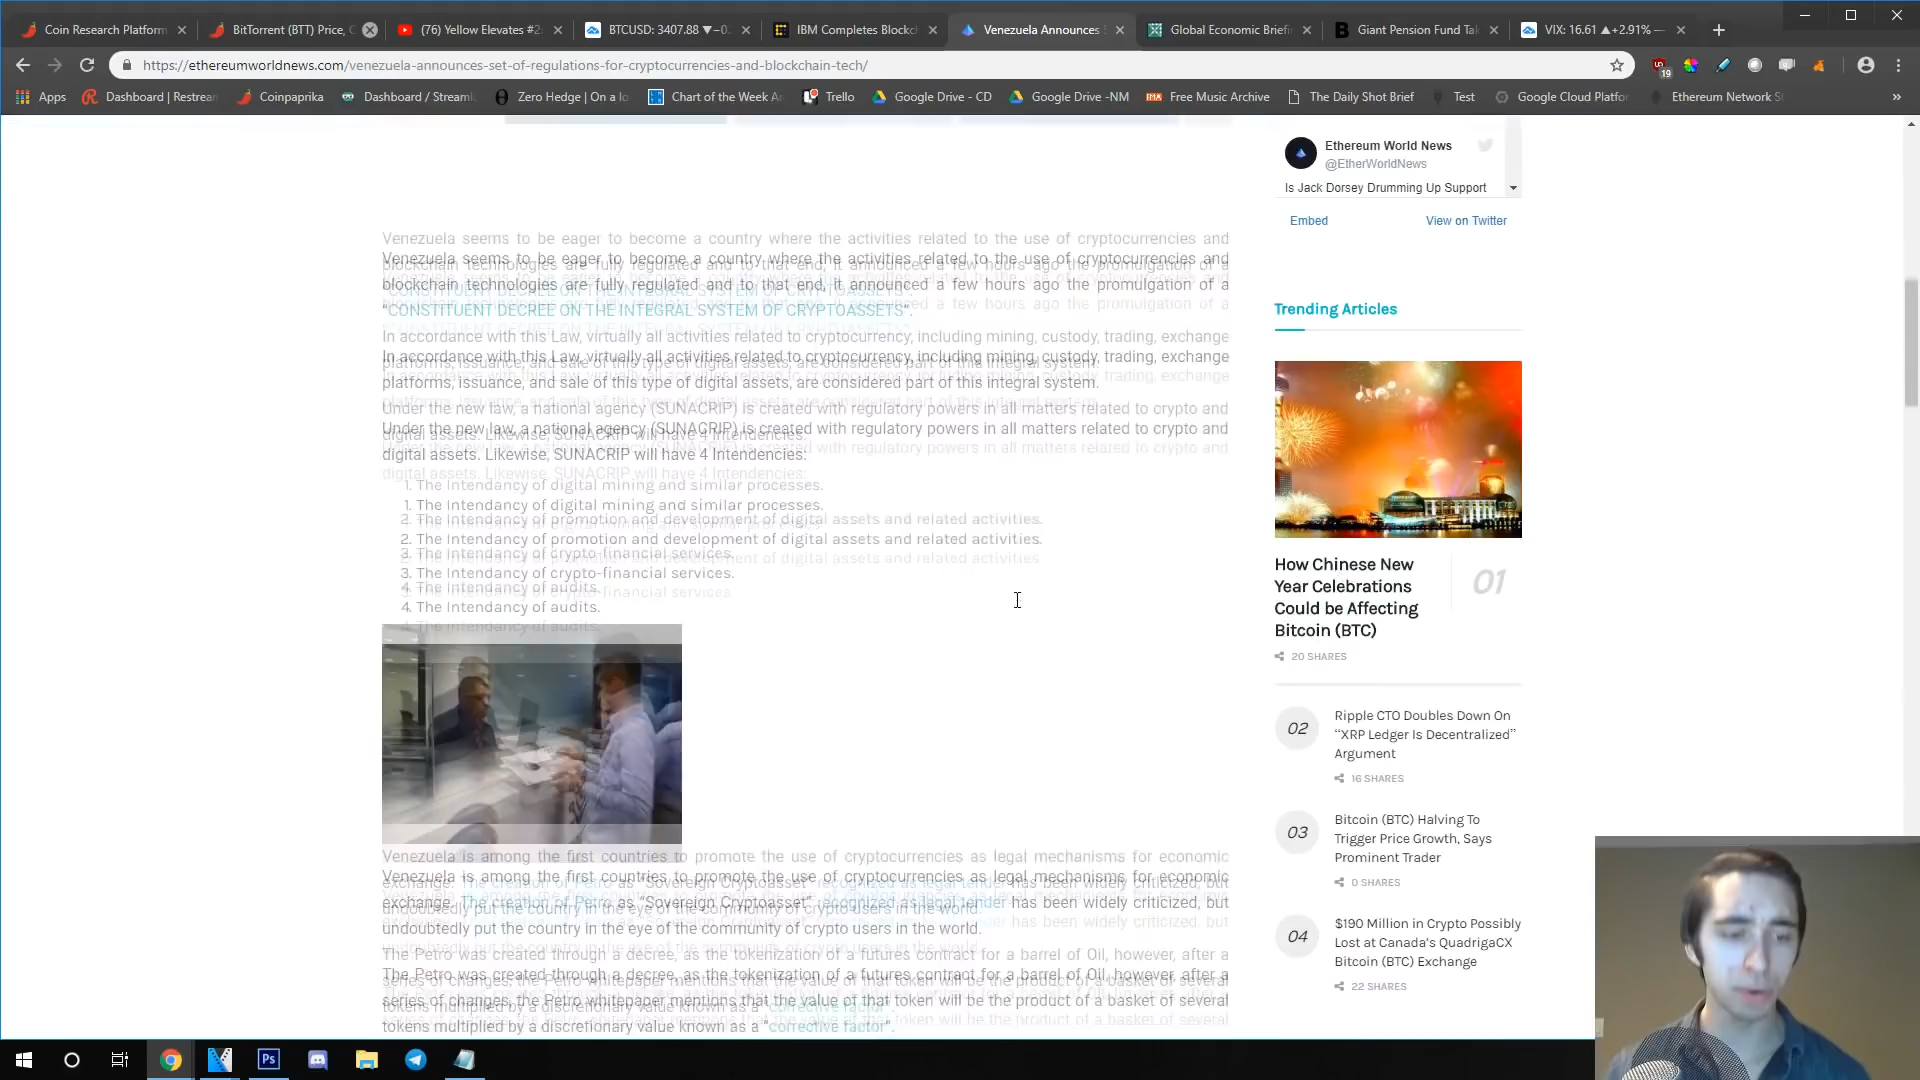 Coin Research Platform
BitTorrent (BTT) Price, C
(76) Yellow Elevates #2
BTCUSD: 3407.88 ▼−0.
IBM Completes Blockc
Venezuela Announces S
Global Economic Briefi
Giant Pension Fund Tak
VIX: 16.61 ▲+2.91% —
https://ethereumworldnews.com/venezuela-announces-set-of-regulations-for-cryptocurrencies-and-blockchain-tech/
19
Apps
Dashboard | Restrea
Coinpaprika
Dashboard / Streaml
Zero Hedge | On a lo
Chart of the Week A
Trello
Google Drive - CD
Google Drive -NM
Free Music Archive
The Daily Shot Brief
Test
Google Cloud Platfo
Ethereum Network S
»
Venezuela seems to be eager to become a country where the activities related to the use of cryptocurrencies and
blockchain technologies are fully regulated and to that end, it announced a few hours ago the promulgation of a
"CONSTITUENT DECREE ON THE INTEGRAL SYSTEM OF CRYPTOASSETS".
In accordance with this Law, virtually all activities related to cryptocurrency, including mining, custody, trading, exchange
platforms, issuance, and sale of this type of digital assets, are considered part of this integral system.
Under the new law, a national agency (SUNACRIP) is created with regulatory powers in all matters related to crypto and
digital assets. Likewise, SUNACRIP will have 4 Intendencies:
1. The Intendancy of digital mining and similar processes.
2. The Intendancy of promotion and development of digital assets and related activities.
3. The Intendancy of crypto-financial services.
4. The Intendancy of audits.
Venezuela is among the first countries to promote the use of cryptocurrencies as legal mechanisms for economic
exchange. The creation of Petro as "Sovereign Cryptoasset" recognized as legal tender has been widely criticized, but
undoubtedly put the country in the eye of the community of crypto users in the world.
The Petro was created through a decree, as the tokenization of a futures contract for a barrel of Oil, however, after a
series of changes, the Petro whitepaper mentions that the value of that token will be the product of a basket of several
tokens multiplied by a discretionary value known as a "corrective factor".
Ethereum World News
@EtherWorldNews
Is Jack Dorsey Drumming Up Support
Embed
View on Twitter
Trending Articles
How Chinese New
Year Celebrations
Could be Affecting
Bitcoin (BTC)
01
20 SHARES
02
Ripple CTO Doubles Down On
“XRP Ledger Is Decentralized”
Argument
16 SHARES
03
Bitcoin (BTC) Halving To
Trigger Price Growth, Says
Prominent Trader
0 SHARES
04
$190 Million in Crypto Possibly
Lost at Canada's QuadrigaCX
Bitcoin (BTC) Exchange
22 SHARES
Ps